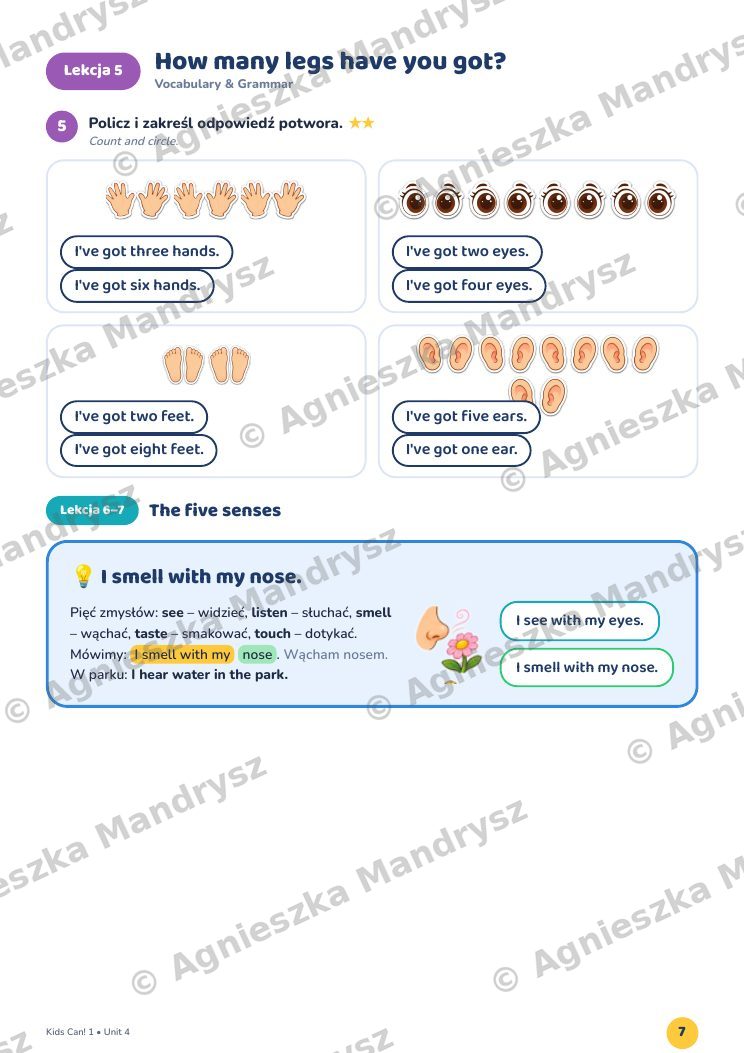 Lekcja 5
How many legs have you got?
Vocabulary & Grammar
5
Policz i zakreśl odpowiedź potwora.
Count and circle.
I've got three hands.
I've got six hands.
I've got two eyes.
I've got four eyes.
I've got two feet.
I've got eight feet.
I've got five ears.
I've got one ear.
Lekcja 6–7
The five senses
I smell with my nose.
Pięć zmysłów: see – widzieć, listen – słuchać, smell
– wąchać, taste – smakować, touch – dotykać.
Mówimy: I smell with my nose. Wącham nosem.
W parku: I hear water in the park.
I see with my eyes.
I smell with my nose.
Kids Can! 1 • Unit 4
7
© Agnieszka Mandrysz